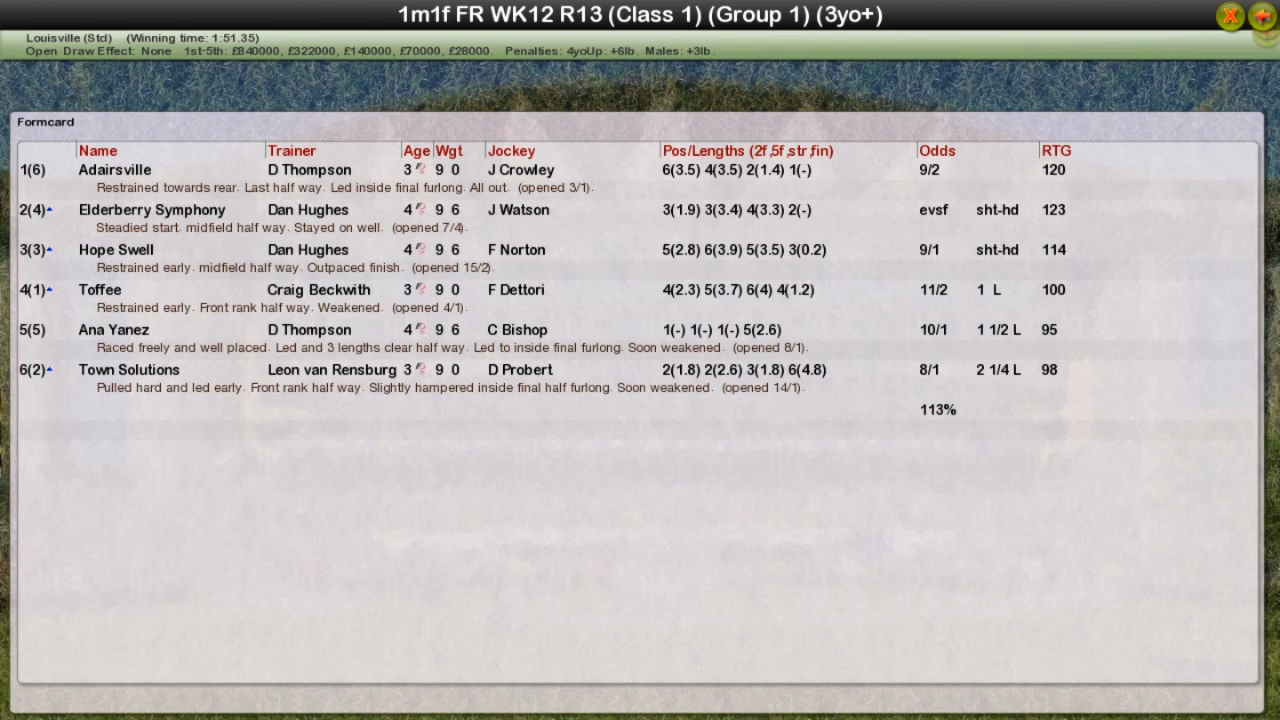 1m1f FR WK12 R13 (Class 1) (Group 1) (3yo+)
Louisville (Std) (Winning time: 1:51.35)
Open. Draw Effect: None 1st-5th: £840000, £322000, £140000, £70000, £28000. Penalties: 4yoUp: +6lb. Males: +3lb.
Formcard
Name Trainer Age Wgt Jockey Pos/Lengths (2f,5f,str,fin) Odds RTG
1(6) Adairsville D Thompson 3 9 0 J Crowley 6(3.5) 4(3.5) 2(1.4) 1(-) 9/2 120
Restrained towards rear. Last half way. Led inside final furlong. All out. (opened 3/1).
2(4) Elderberry Symphony Dan Hughes 4 9 6 J Watson 3(1.9) 3(3.4) 4(3.3) 2(-) evsf sht-hd 123
Steadied start. midfield half way. Stayed on well. (opened 7/4).
3(3) Hope Swell Dan Hughes 4 9 6 F Norton 5(2.8) 6(3.9) 5(3.5) 3(0.2) 9/1 sht-hd 114
Restrained early. midfield half way. Outpaced finish. (opened 15/2).
4(1) Toffee Craig Beckwith 3 9 0 F Dettori 4(2.3) 5(3.7) 6(4) 4(1.2) 11/2 1 L 100
Restrained early. Front rank half way. Weakened. (opened 4/1).
5(5) Ana Yanez D Thompson 4 9 6 C Bishop 1(-) 1(-) 1(-) 5(2.6) 10/1 1 1/2 L 95
Raced freely and well placed. Led and 3 lengths clear half way. Led to inside final furlong. Soon weakened. (opened 8/1).
6(2) Town Solutions Leon van Rensburg 3 9 0 D Probert 2(1.8) 2(2.6) 3(1.8) 6(4.8) 8/1 2 1/4 L 98
Pulled hard and led early. Front rank half way. Slightly hampered inside final half furlong. Soon weakened. (opened 14/1).
113%